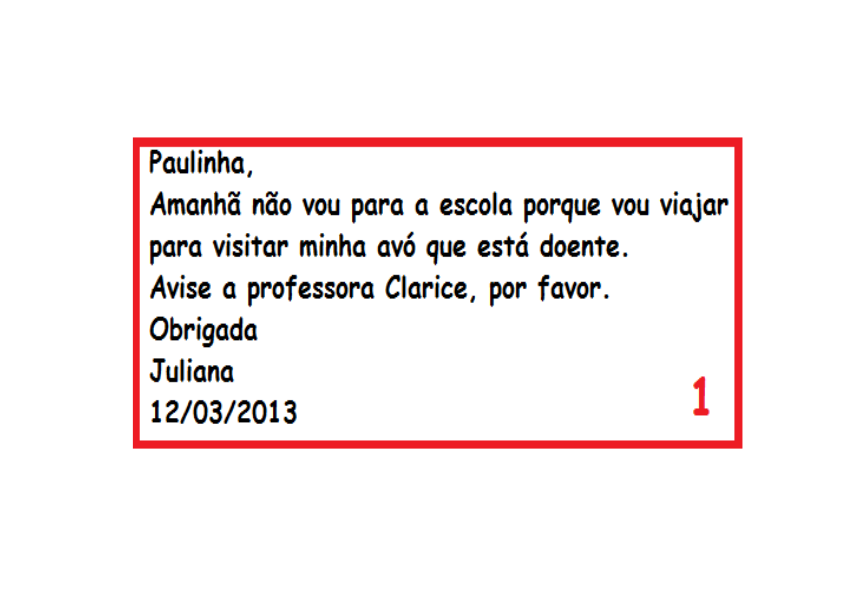 Paulinha,
Amanhã não vou para a escola porque vou viajar
para visitar minha avó que está doente.
Avise a professora Clarice, por favor.
Obrigada
Juliana
12/03/2013
1